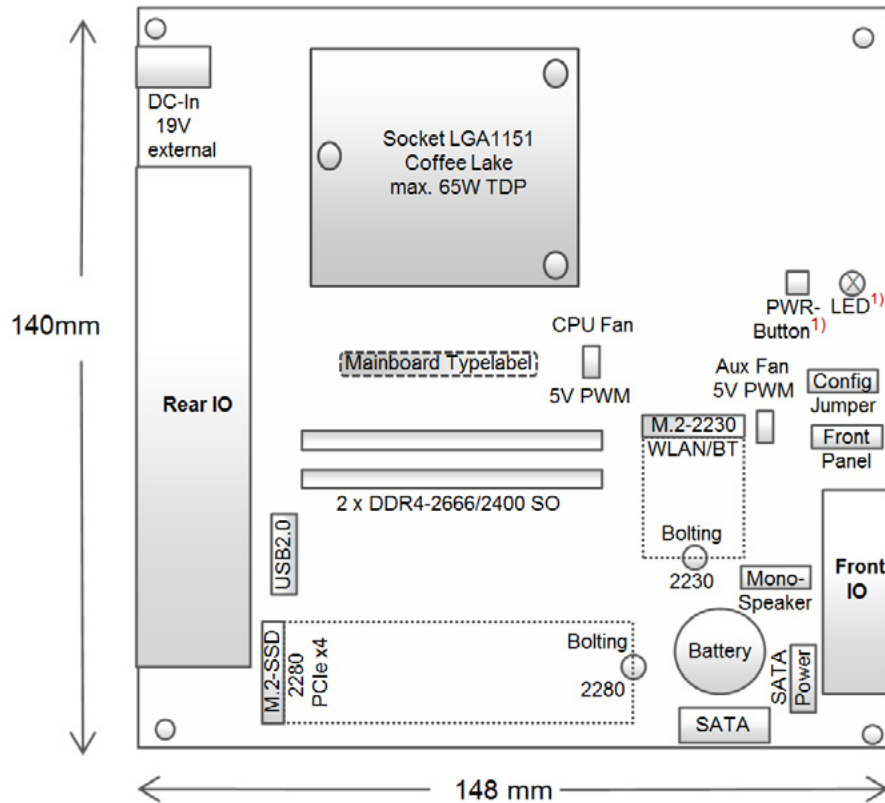 DC-In
19V
external
Socket LGA1151
Coffee Lake
max. 65W TDP
140mm
PWR-
Button1)
LED1)
CPU Fan
5V PWM
Mainboard Typelabel
Aux Fan
5V PWM
Config
Jumper
Rear IO
M.2-2230
WLAN/BT
Front
Panel
2 x DDR4-2666/2400 SO
USB2.0
Bolting
2230
Front
IO
Mono-
Speaker
M.2-SSD
2280
PCIe x4
Bolting
2280
Battery
SATA
Power
SATA
148 mm